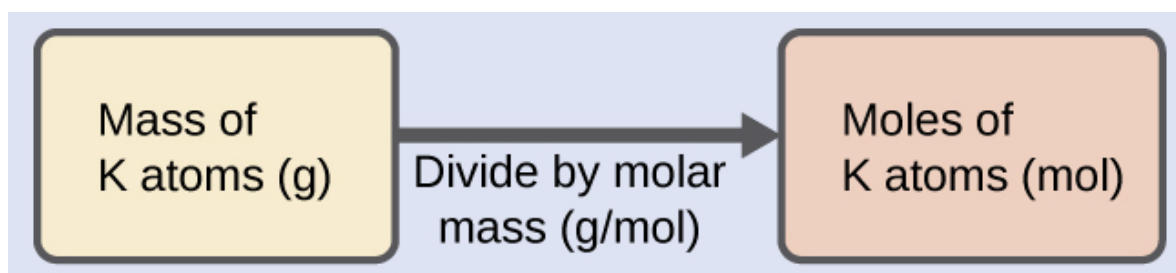 Mass of
K atoms (g)
Divide by molar
mass (g/mol)
Moles of
K atoms (mol)